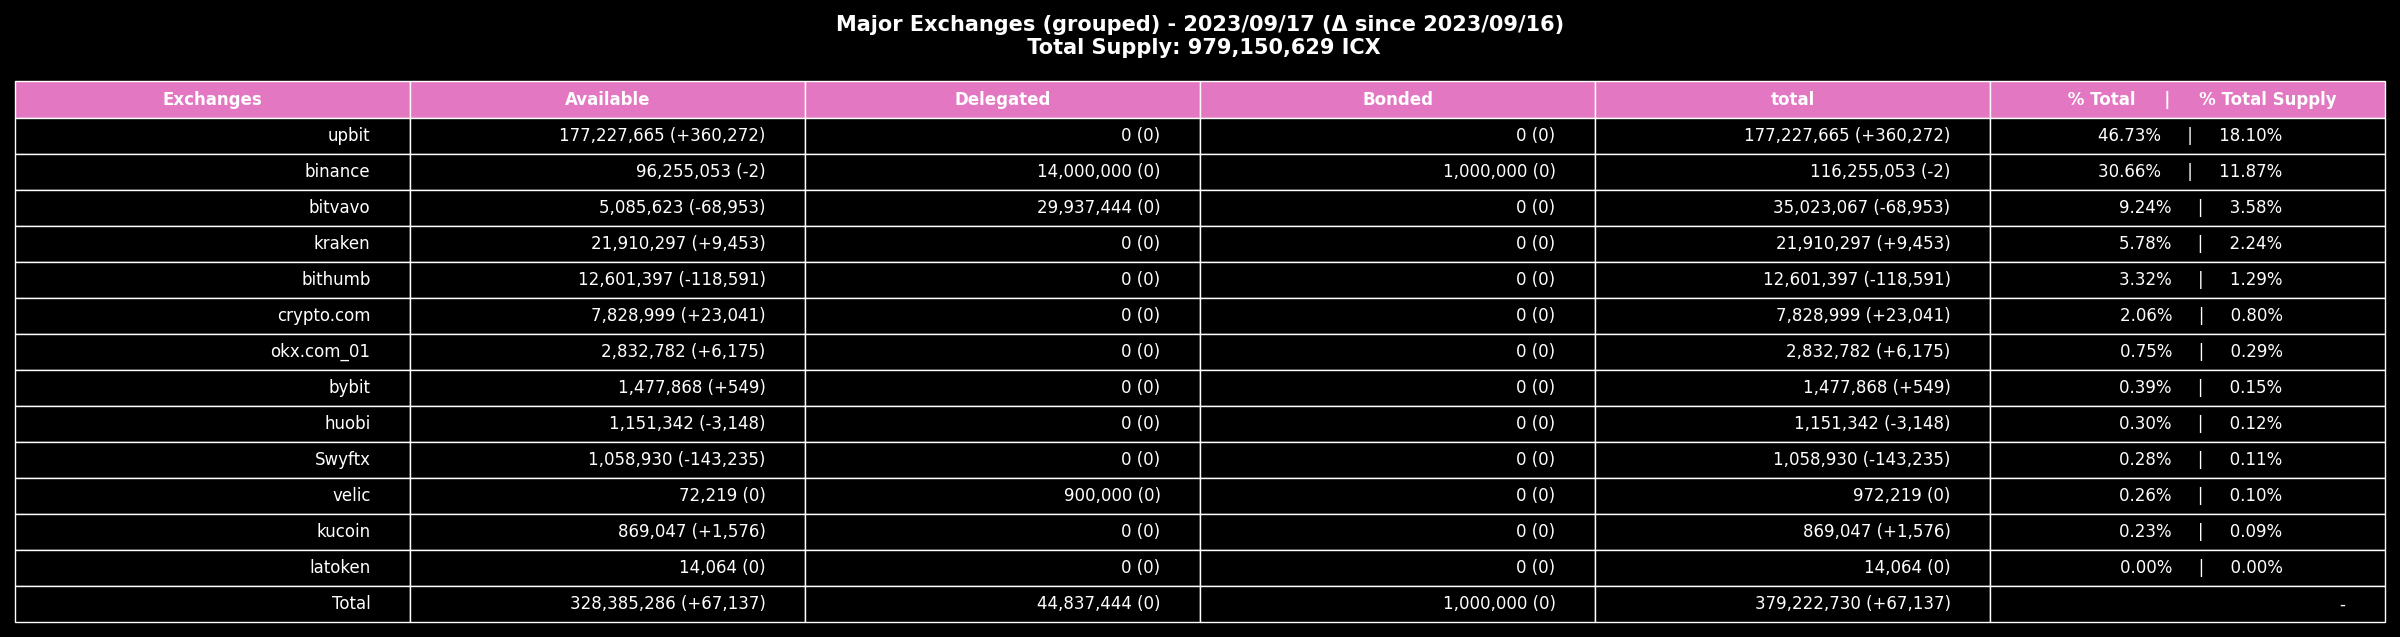 Major Exchanges (grouped) - 2023/09/17 (Δ since 2023/09/16)
Total Supply: 979,150,629 ICX
Exchanges Available Delegated Bonded total % Total | % Total Supply
upbit 177,227,665 (+360,272) 0 (0) 0 (0) 177,227,665 (+360,272) 46.73% | 18.10%
binance 96,255,053 (-2) 14,000,000 (0) 1,000,000 (0) 116,255,053 (-2) 30.66% | 11.87%
bitvavo 5,085,623 (-68,953) 29,937,444 (0) 0 (0) 35,023,067 (-68,953) 9.24% | 3.58%
kraken 21,910,297 (+9,453) 0 (0) 0 (0) 21,910,297 (+9,453) 5.78% | 2.24%
bithumb 12,601,397 (-118,591) 0 (0) 0 (0) 12,601,397 (-118,591) 3.32% | 1.29%
crypto.com 7,828,999 (+23,041) 0 (0) 0 (0) 7,828,999 (+23,041) 2.06% | 0.80%
okx.com_01 2,832,782 (+6,175) 0 (0) 0 (0) 2,832,782 (+6,175) 0.75% | 0.29%
bybit 1,477,868 (+549) 0 (0) 0 (0) 1,477,868 (+549) 0.39% | 0.15%
huobi 1,151,342 (-3,148) 0 (0) 0 (0) 1,151,342 (-3,148) 0.30% | 0.12%
Swyftx 1,058,930 (-143,235) 0 (0) 0 (0) 1,058,930 (-143,235) 0.28% | 0.11%
velic 72,219 (0) 900,000 (0) 0 (0) 972,219 (0) 0.26% | 0.10%
kucoin 869,047 (+1,576) 0 (0) 0 (0) 869,047 (+1,576) 0.23% | 0.09%
latoken 14,064 (0) 0 (0) 0 (0) 14,064 (0) 0.00% | 0.00%
Total 328,385,286 (+67,137) 44,837,444 (0) 1,000,000 (0) 379,222,730 (+67,137) -